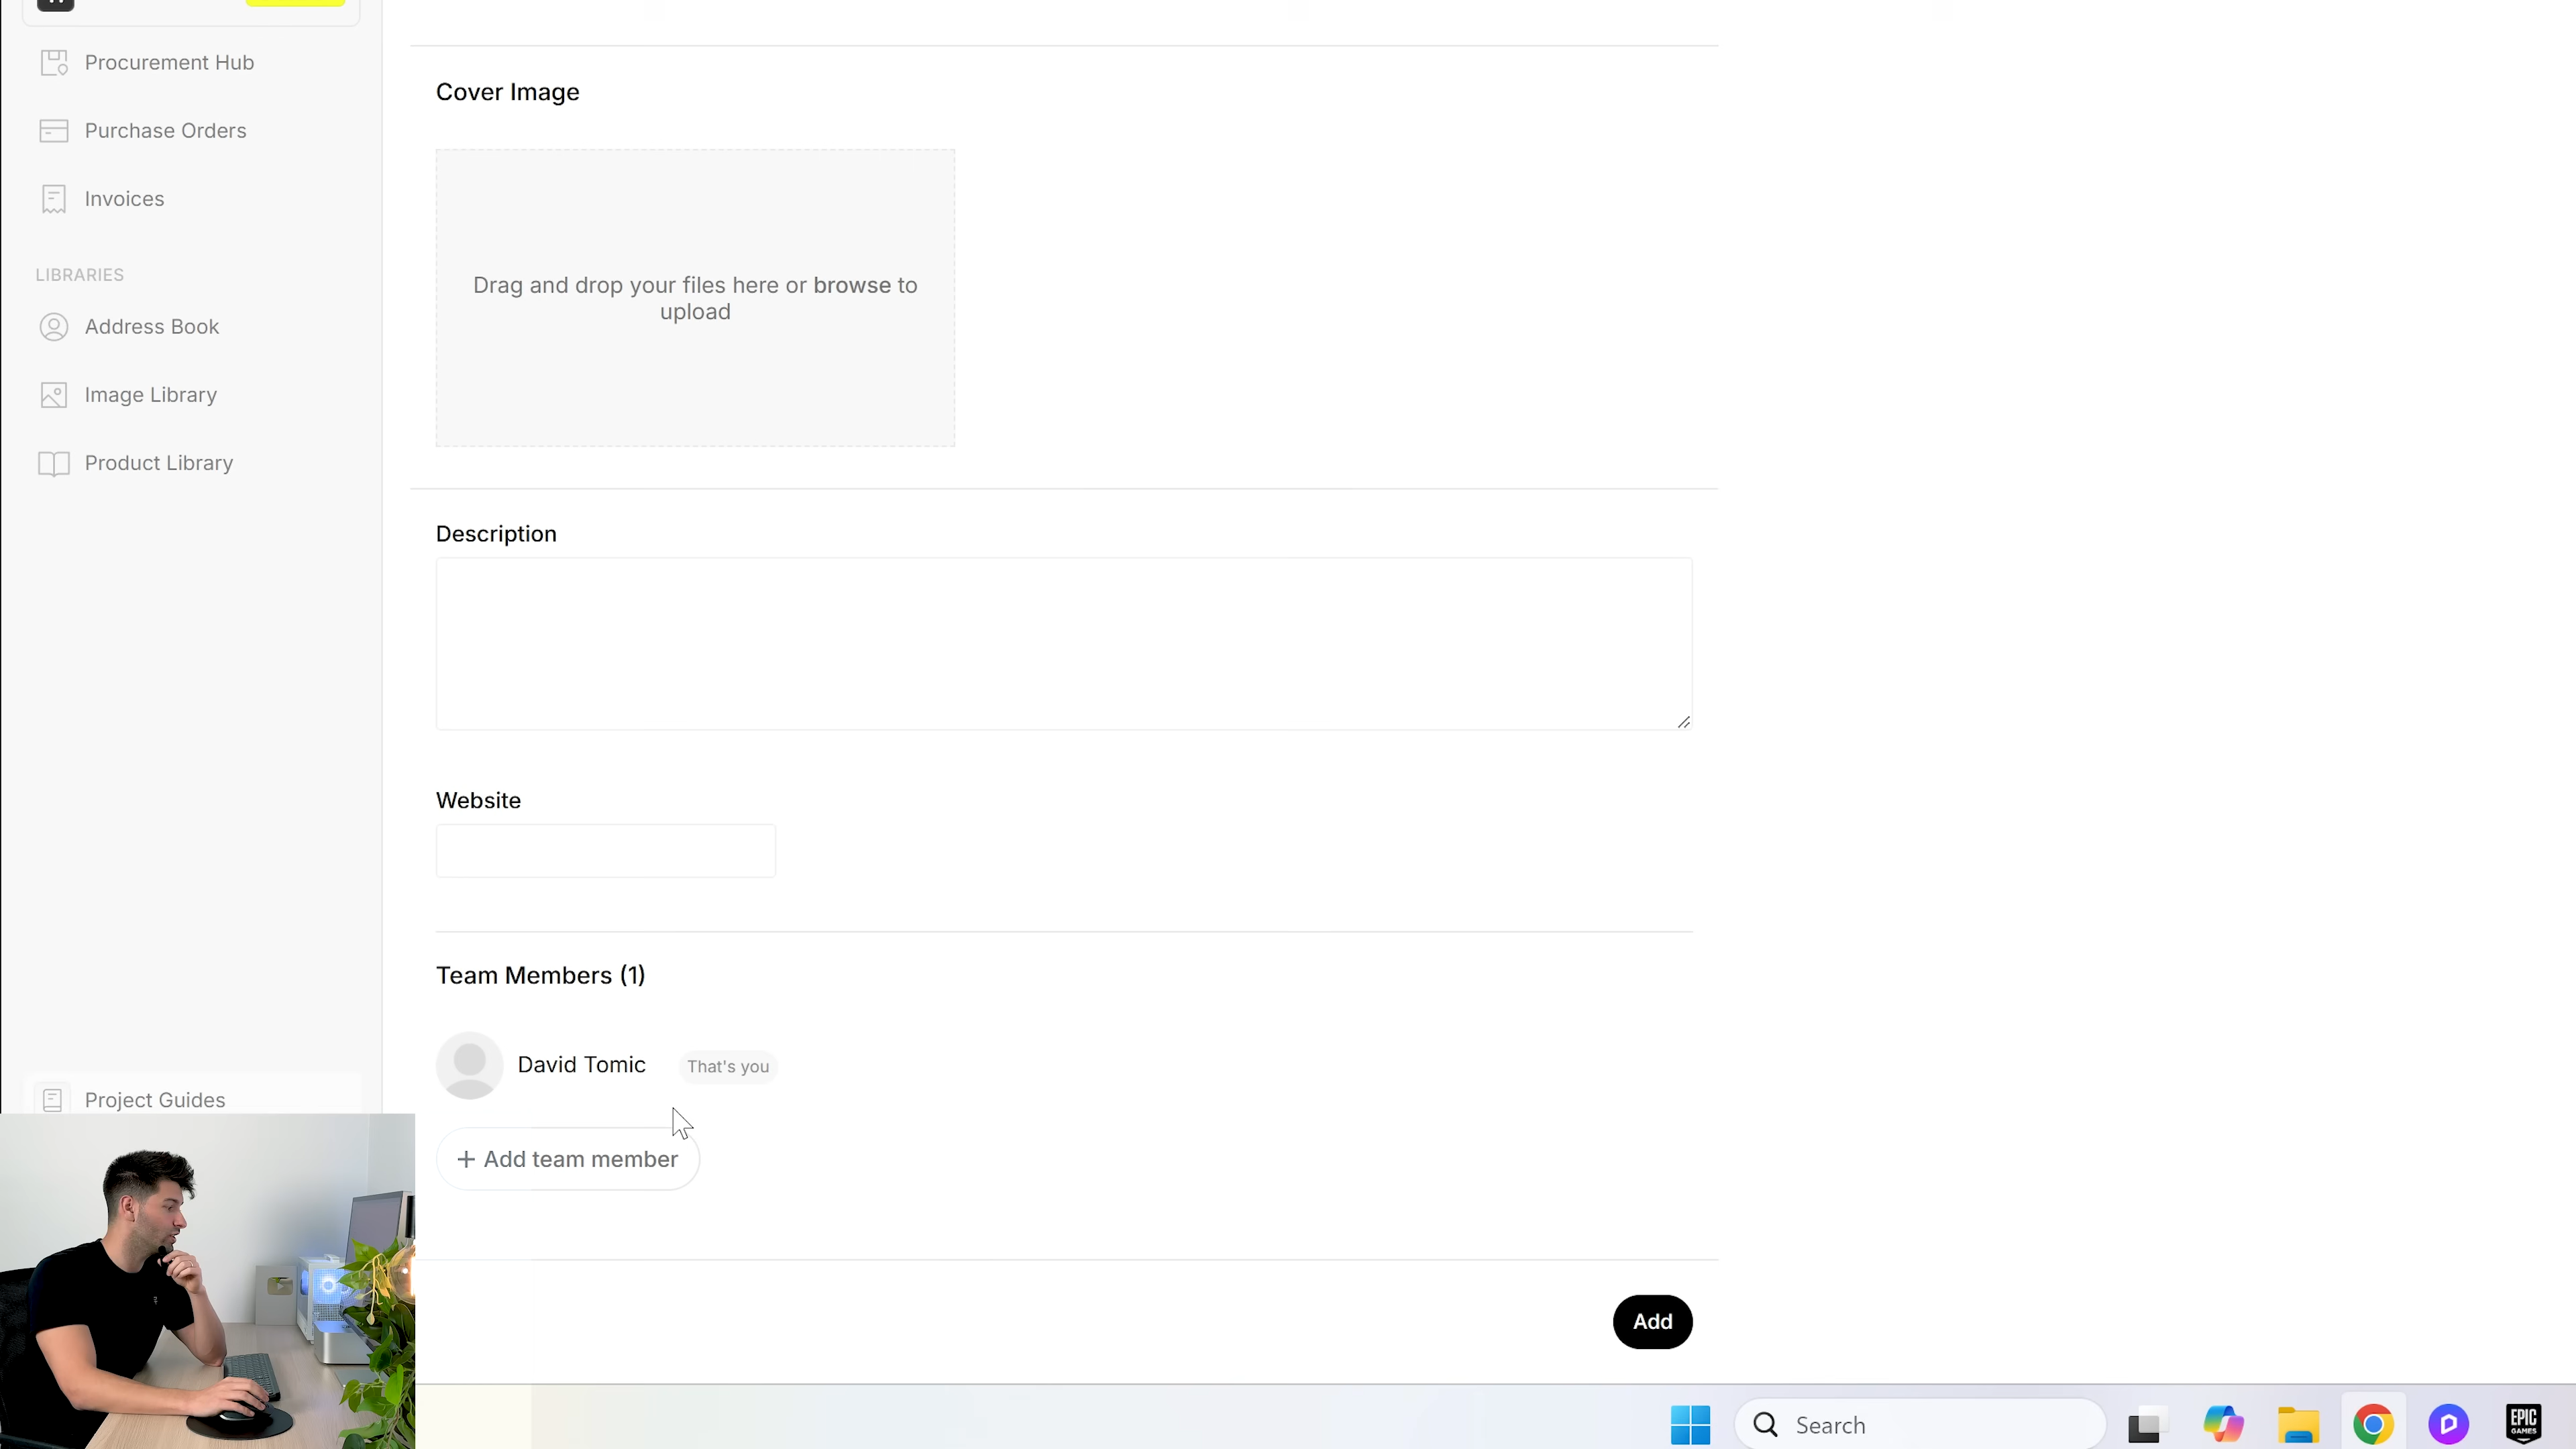 Procurement Hub
Purchase Orders
Invoices
LIBRARIES
Address Book
Image Library
Product Library
Project Guides
Cover Image
Drag and drop your files here or browse to
upload
Description
Website
Team Members (1)
David Tomic
That's you
+ Add team member
Add
Search
EPIC
GAMES